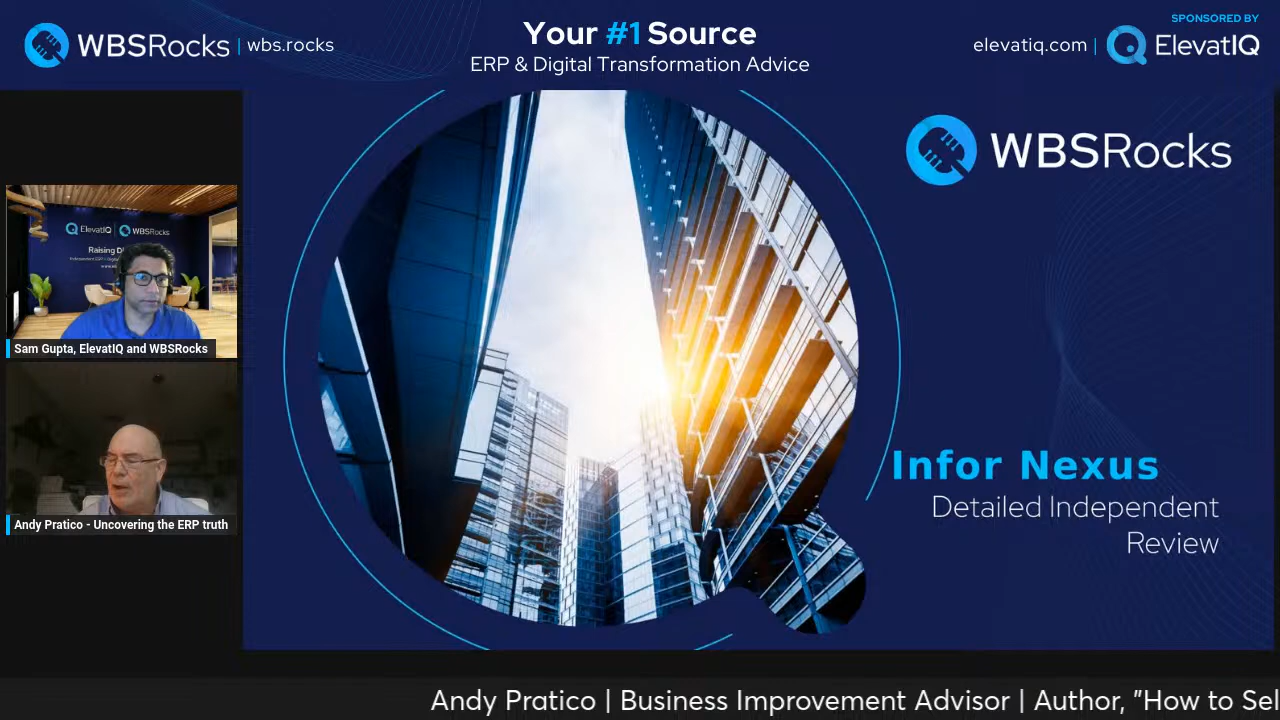 WBSRocks | wbs.rocks
Your #1 Source
ERP & Digital Transformation Advice
SPONSORED BY
elevatiq.com | ElevatIQ
WBSRocks
ElevatIQ | WBSRocks
Sam Gupta, ElevatIQ and WBSRocks
Andy Pratico - Uncovering the ERP truth
Infor Nexus
Detailed Independent
Review
Andy Pratico | Business Improvement Advisor | Author, "How to Sel